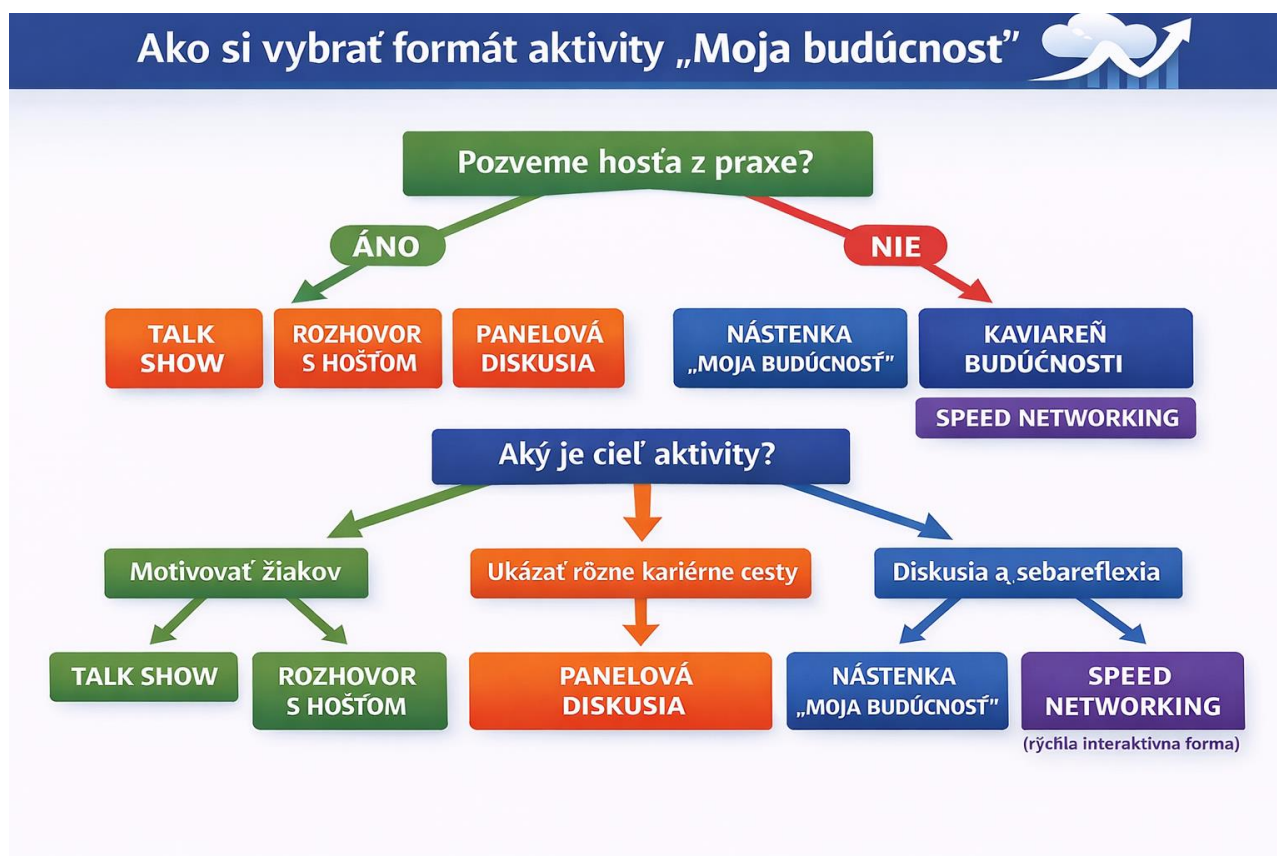 Ako si vybrať formát aktivity „Moja budúcnosť”
Pozveme hosťa z praxe?
ÁNO
NIE
TALK
SHOW
ROZHOVOR
S HOŠŤOM
PANELOVÁ
DISKUSIA
NÁSTENKA
„MOJA BUDÚCNOSŤ”
KAVIAREŇ
BUDÚĆNOSTI
SPEED NETWORKING
Aký je cieľ aktivity?
Motivovať žiakov
Ukázať rôzne kariérne cesty
Diskusia a sebareflexia
TALK SHOW
ROZHOVOR
S HOŠŤOM
PANELOVÁ
DISKUSIA
NÁSTENKA
„MOJA BUDÚCNOSŤ”
SPEED
NETWORKING
(rýchla interaktivna forma)